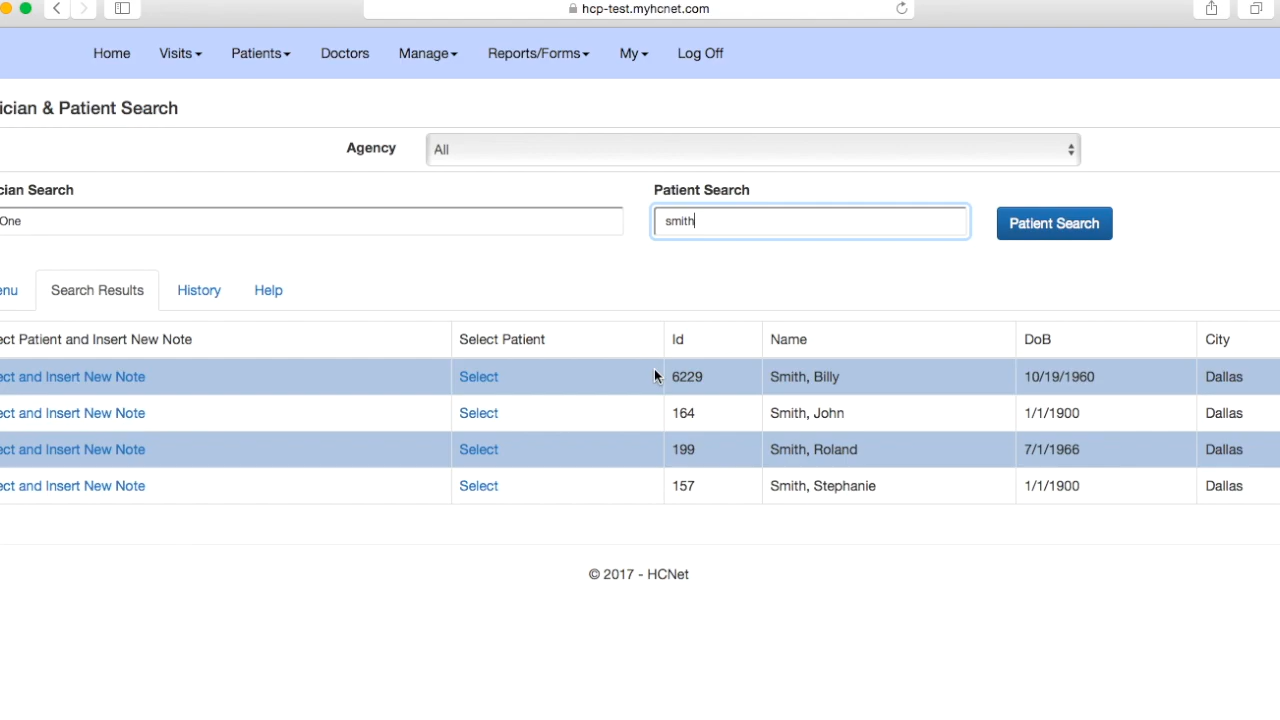 hcp-test.myhcnet.com
Home Visits Patients Doctors Manage Reports/Forms My Log Off
ician & Patient Search
Agency All
cian Search Patient Search
One smith Patient Search
enu Search Results History Help
ect Patient and Insert New Note Select Patient Id Name DoB City
ect and Insert New Note Select 6229 Smith, Billy 10/19/1960 Dallas
ect and Insert New Note Select 164 Smith, John 1/1/1900 Dallas
ect and Insert New Note Select 199 Smith, Roland 7/1/1966 Dallas
ect and Insert New Note Select 157 Smith, Stephanie 1/1/1900 Dallas
© 2017 - HCNet